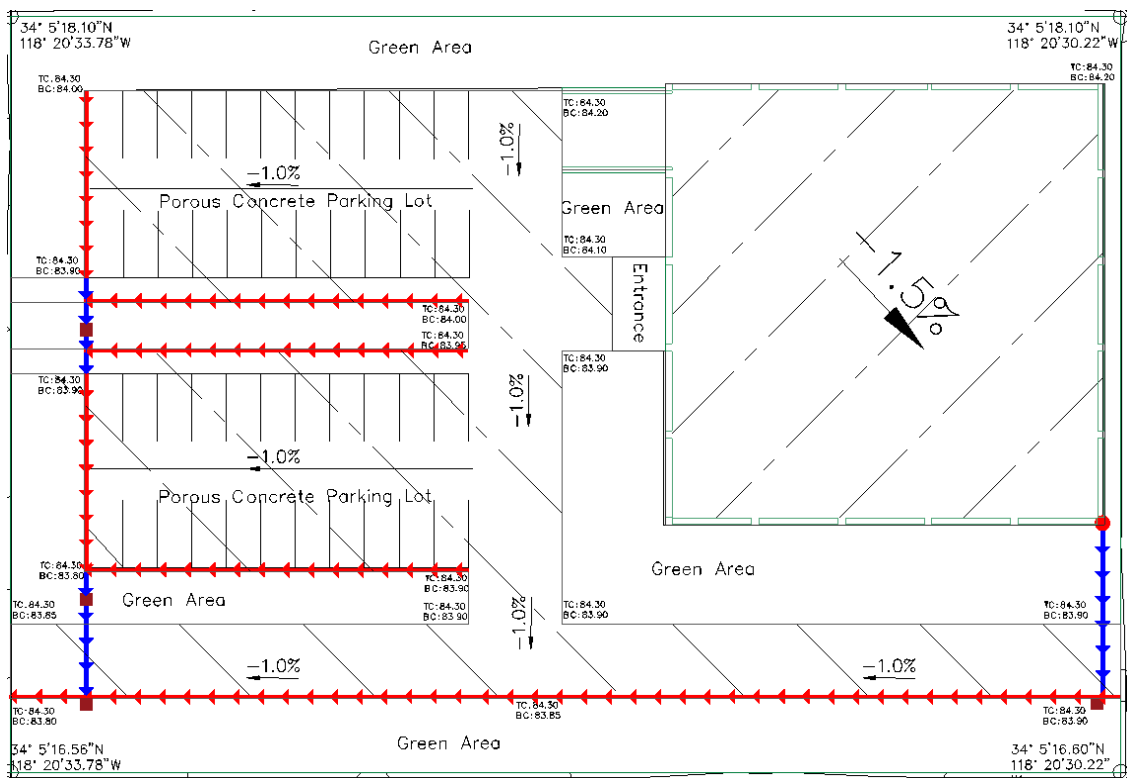 34° 5'18.10"N
118° 20'33.78"W
Green Area
34° 5'18.10"N
118° 20'30.22"W
TC:84.30
BC:84.00
TC:84.30
BC:84.20
TC:84.30
BC:84.20
-1.0%
-1.0%
Porous Concrete Parking Lot
Green Area
TC:84.30
BC:84.10
+1.5%
TC:84.30
BC:83.90
Entrance
TC:84.30
BC:84.00
TC:84.30
BC:83.95
TC:84.30
BC:83.90
TC:84.30
BC:83.90
-1.0%
-1.0%
Porous Concrete Parking Lot
TC:84.30
BC:83.80
TC:84.30
BC:83.90
Green Area
Green Area
TC:84.30
BC:83.85
TC:84.30
BC:83.90
-1.0%
TC:84.30
BC:83.90
TC:84.30
BC:83.90
-1.0%
-1.0%
TC:84.30
BC:83.80
TC:84.30
BC:83.85
TC:84.30
BC:83.90
Green Area
34° 5'16.56"N
118° 20'33.78"W
34° 5'16.60"N
118° 20'30.22"